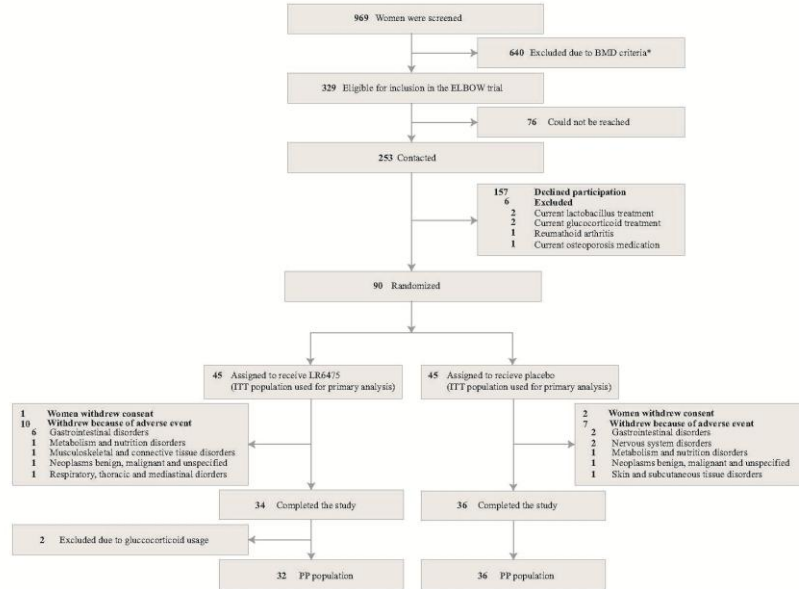 969 Women were screened
640 Excluded due to BMD criteria*
329 Eligible for inclusion in the ELBOW trial
76 Could not be reached
253 Contacted
157 Declined participation
6 Excluded
2 Current lactobacillus treatment
2 Current glucocorticoid treatment
1 Reumathoid arthritis
1 Current osteoporosis medication
90 Randomized
45 Assigned to receive LR6475
(ITT population used for primary analysis)
45 Assigned to recieve placebo
(ITT population used for primary analysis)
1 Women withdrew consent
10 Withdrew because of adverse event
6 Gastrointestinal disorders
1 Metabolism and nutrition disorders
1 Musculoskeletal and connective tissue disorders
1 Neoplasms benign, malignant and unspecified
1 Respiratory, thoracic and mediastinal diorders
2 Women withdrew consent
7 Withdrew because of adverse event
2 Gastrointestinal disorders
2 Nervous system disorders
1 Metabolism and nutrition disorders
1 Neoplasms benign, malignant and unspecified
1 Skin and subcutaneous tissue disorders
34 Completed the study
36 Completed the study
2 Excluded due to gluccocorticoid usage
32 PP population
36 PP population